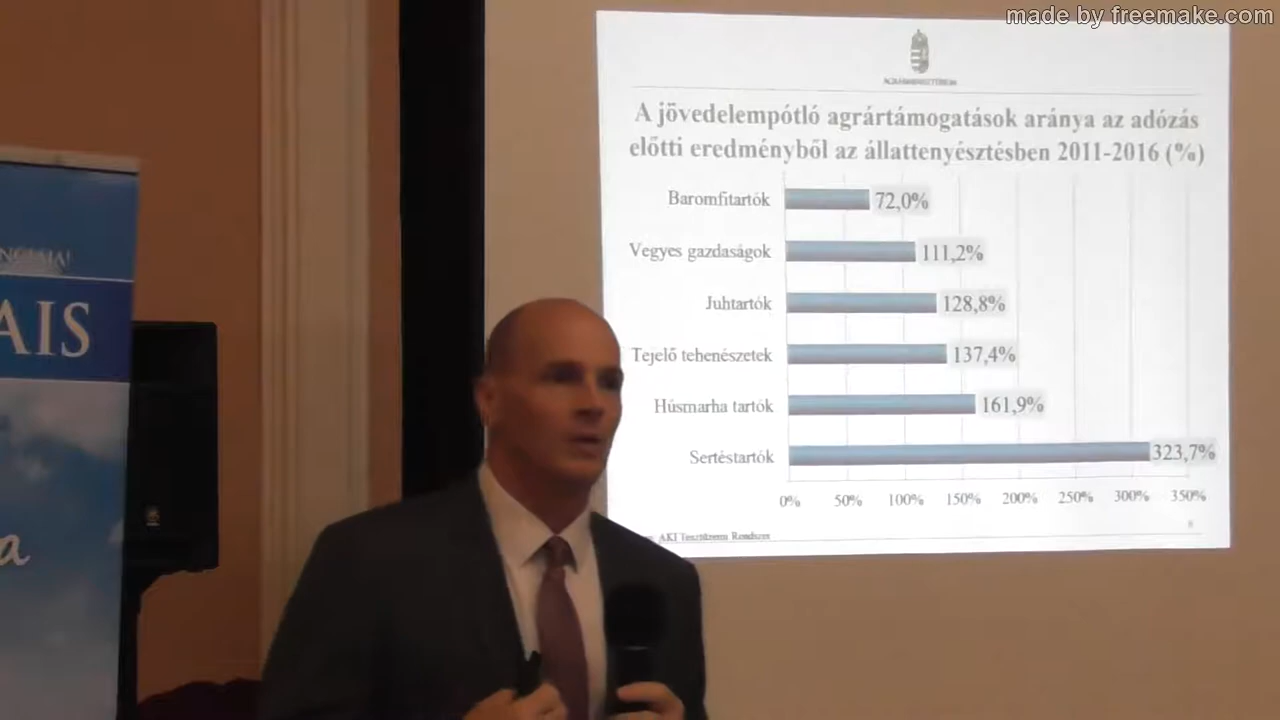 made by freemake.com
AGRÁRMINISZTÉRIUM
A jövedelempótló agrártámogatások aránya az adózás
előtti eredményből az állattenyésztésben 2011-2016 (%)
Baromfitartók 72,0%
Vegyes gazdaságok 111,2%
Juhtartók 128,8%
Tejelő tehenészetek 137,4%
Húsmarha tartók 161,9%
Sertéstartók 323,7%
0% 50% 100% 150% 200% 250% 300% 350%
AKI Tesztüzemi Rendszer
8
AIS
a